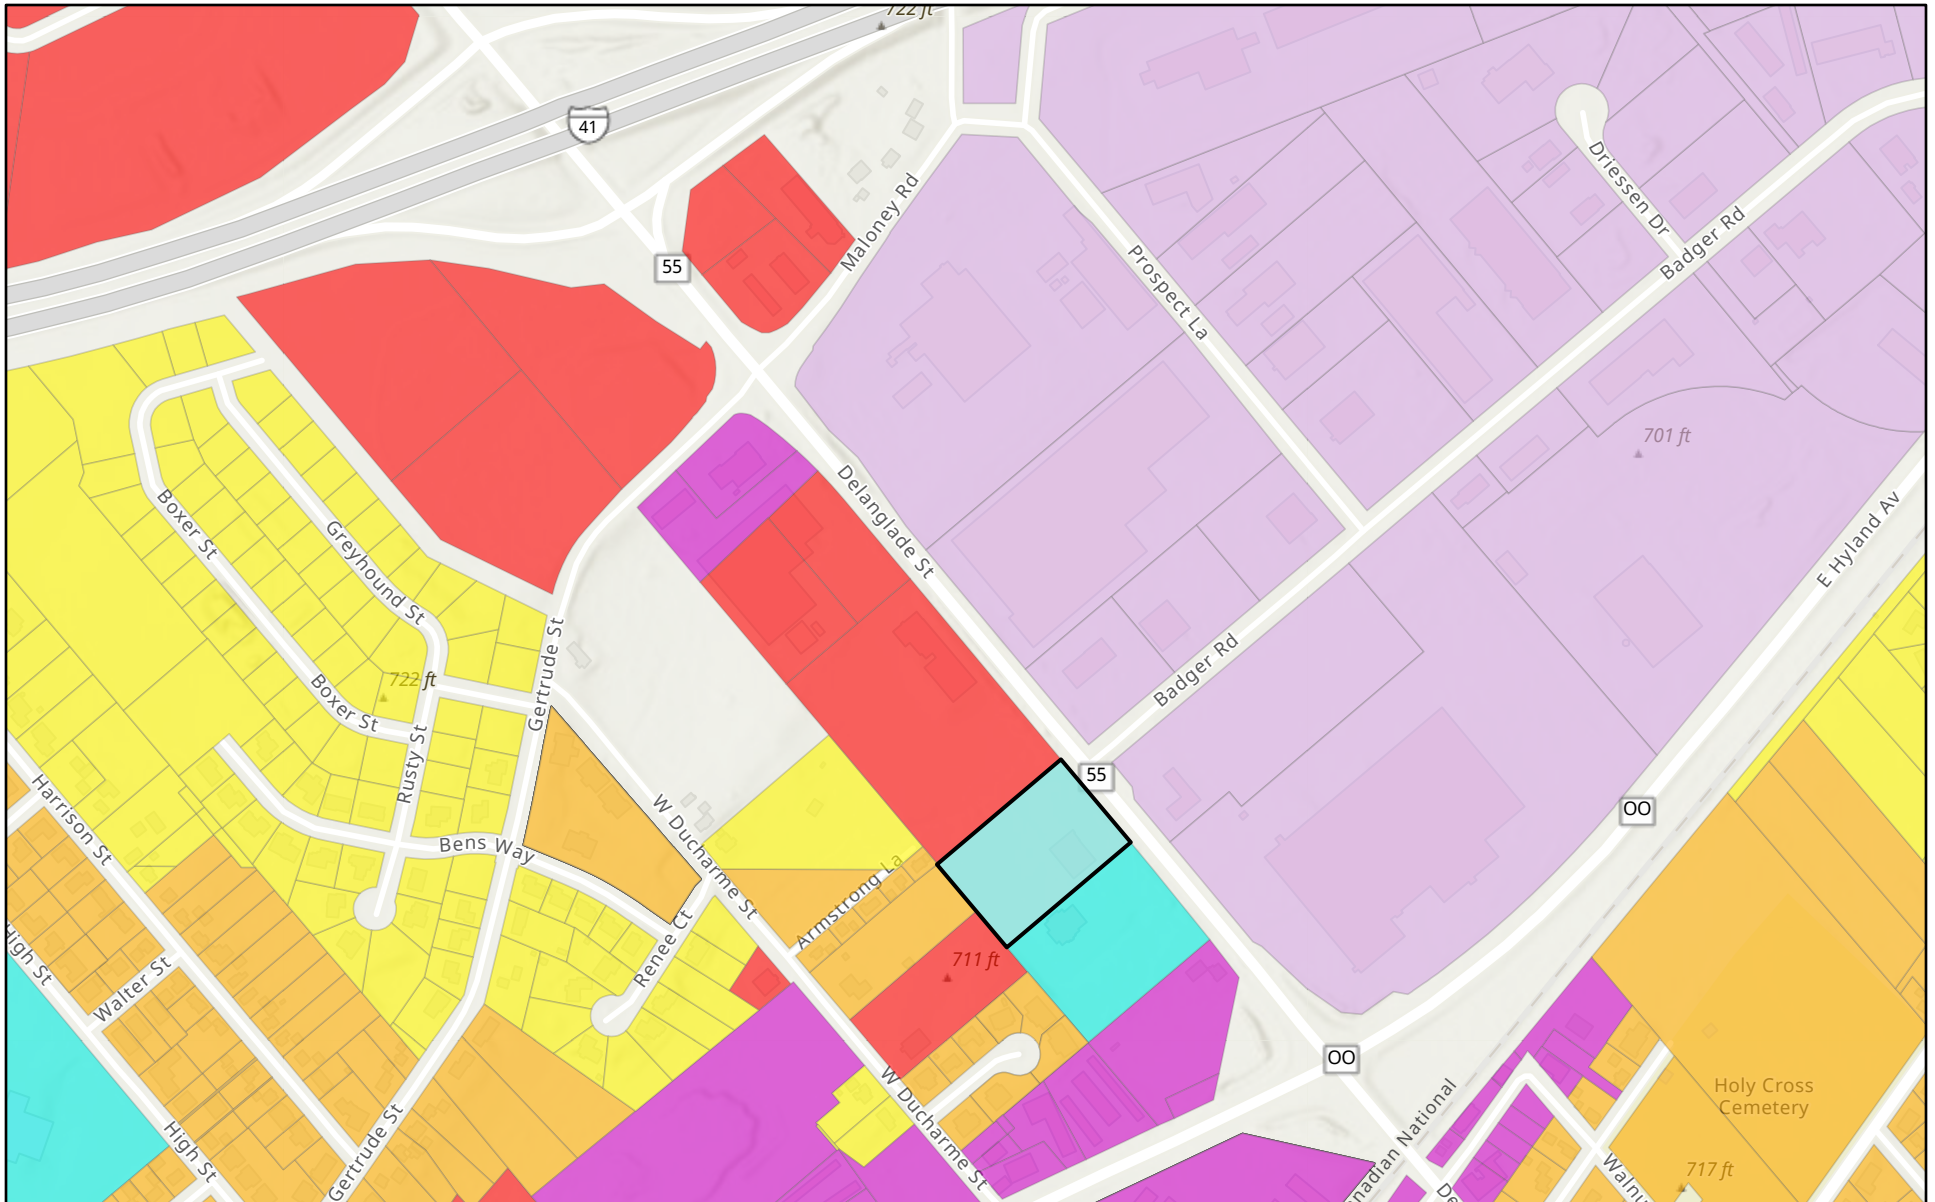 722 ft
41
Driessen Dr
Maloney Rd
Badger Rd
55
Prospect La
701 ft
Delanglade St
E Hyland Av
Boxer St
Greyhound St
Gertrude St
Badger Rd
722 ft
Boxer St
Rusty St
55
OO
Harrison St
W Ducharme St
Bens Way
Armstrong La
High St
Renee Ct
711 ft
Walter St
OO
W Ducharme St
Holy Cross
Cemetery
High St
Gertrude St
nadian National
717 ft
Walnu
De